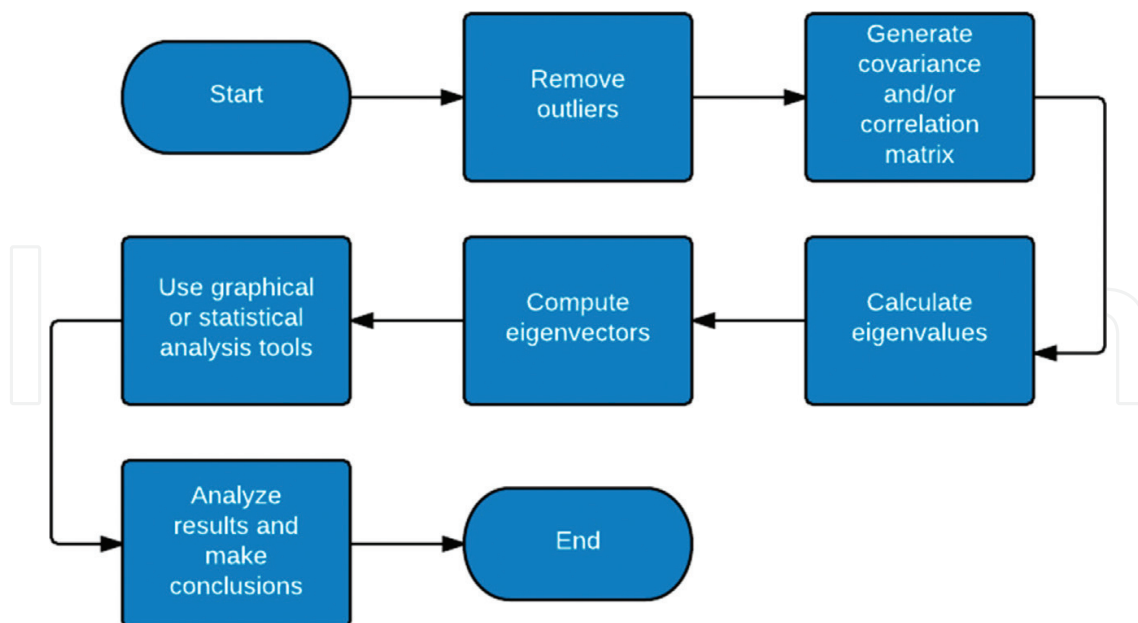 Start
Remove
outliers
Generate
covariance
and/or
correlation
matrix
Calculate
eigenvalues
Compute
eigenvectors
Use graphical
or statistical
analysis tools
Analyze
results and
make
conclusions
End